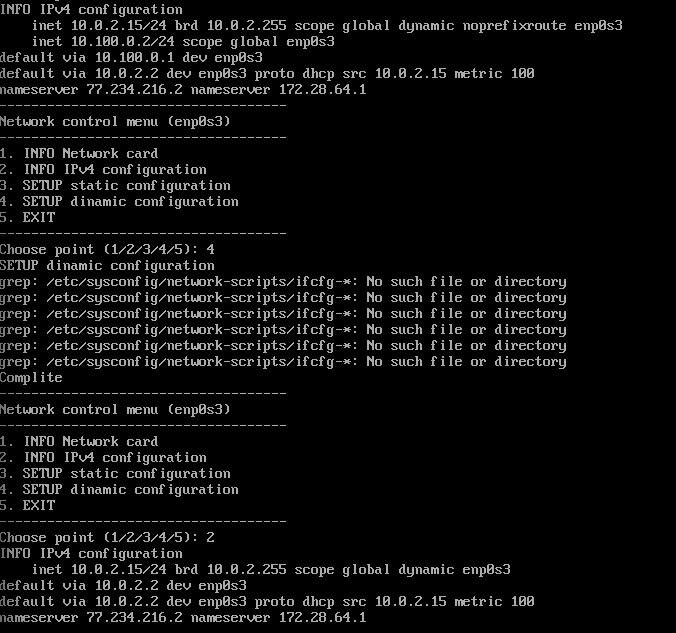 INFO IPv4 configuration
inet 10.0.2.15/24 brd 10.0.2.255 scope global dynamic noprefixroute enp0s3
inet 10.100.0.2/24 scope global enp0s3
default via 10.100.0.1 dev enp0s3
default via 10.0.2.2 dev enp0s3 proto dhcp src 10.0.2.15 metric 100
nameserver 77.234.216.2 nameserver 172.28.64.1
------------------------------------
Network control menu (enp0s3)
------------------------------------
1. INFO Network card
2. INFO IPv4 configuration
3. SETUP static configuration
4. SETUP dinamic configuration
5. EXIT
------------------------------------
Choose point (1/2/3/4/5): 4
SETUP dinamic configuration
grep: /etc/sysconfig/network-scripts/ifcfg-*: No such file or directory
grep: /etc/sysconfig/network-scripts/ifcfg-*: No such file or directory
grep: /etc/sysconfig/network-scripts/ifcfg-*: No such file or directory
grep: /etc/sysconfig/network-scripts/ifcfg-*: No such file or directory
grep: /etc/sysconfig/network-scripts/ifcfg-*: No such file or directory
grep: /etc/sysconfig/network-scripts/ifcfg-*: No such file or directory
Complite
------------------------------------
Network control menu (enp0s3)
------------------------------------
1. INFO Network card
2. INFO IPv4 configuration
3. SETUP static configuration
4. SETUP dinamic configuration
5. EXIT
------------------------------------
Choose point (1/2/3/4/5): 2
INFO IPv4 configuration
inet 10.0.2.15/24 brd 10.0.2.255 scope global dynamic enp0s3
default via 10.0.2.2 dev enp0s3
default via 10.0.2.2 dev enp0s3 proto dhcp src 10.0.2.15 metric 100
nameserver 77.234.216.2 nameserver 172.28.64.1